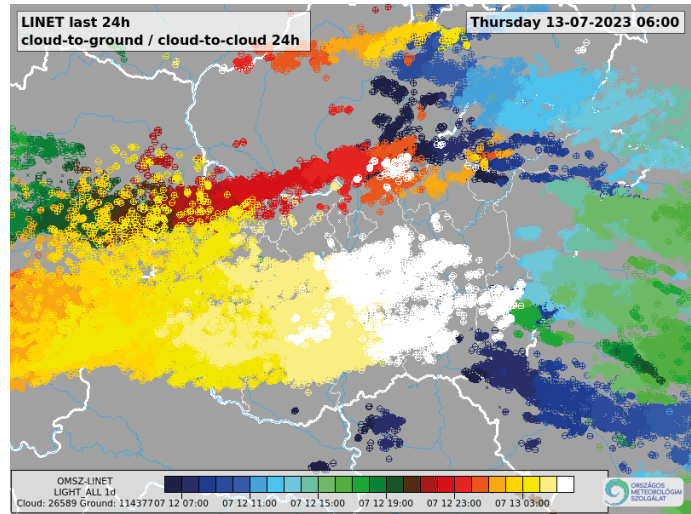 LINET last 24h
cloud-to-ground / cloud-to-cloud 24h
Thursday 13-07-2023 06:00
OMSZ-LINET
LIGHT_ALL 1d
Cloud: 26589 Ground: 114377
07 12 07:00 07 12 11:00 07 12 15:00 07 12 19:00 07 12 23:00 07 13 03:00
ORSZÁGOS
METEOROLÓGIAI
SZOLGÁLAT